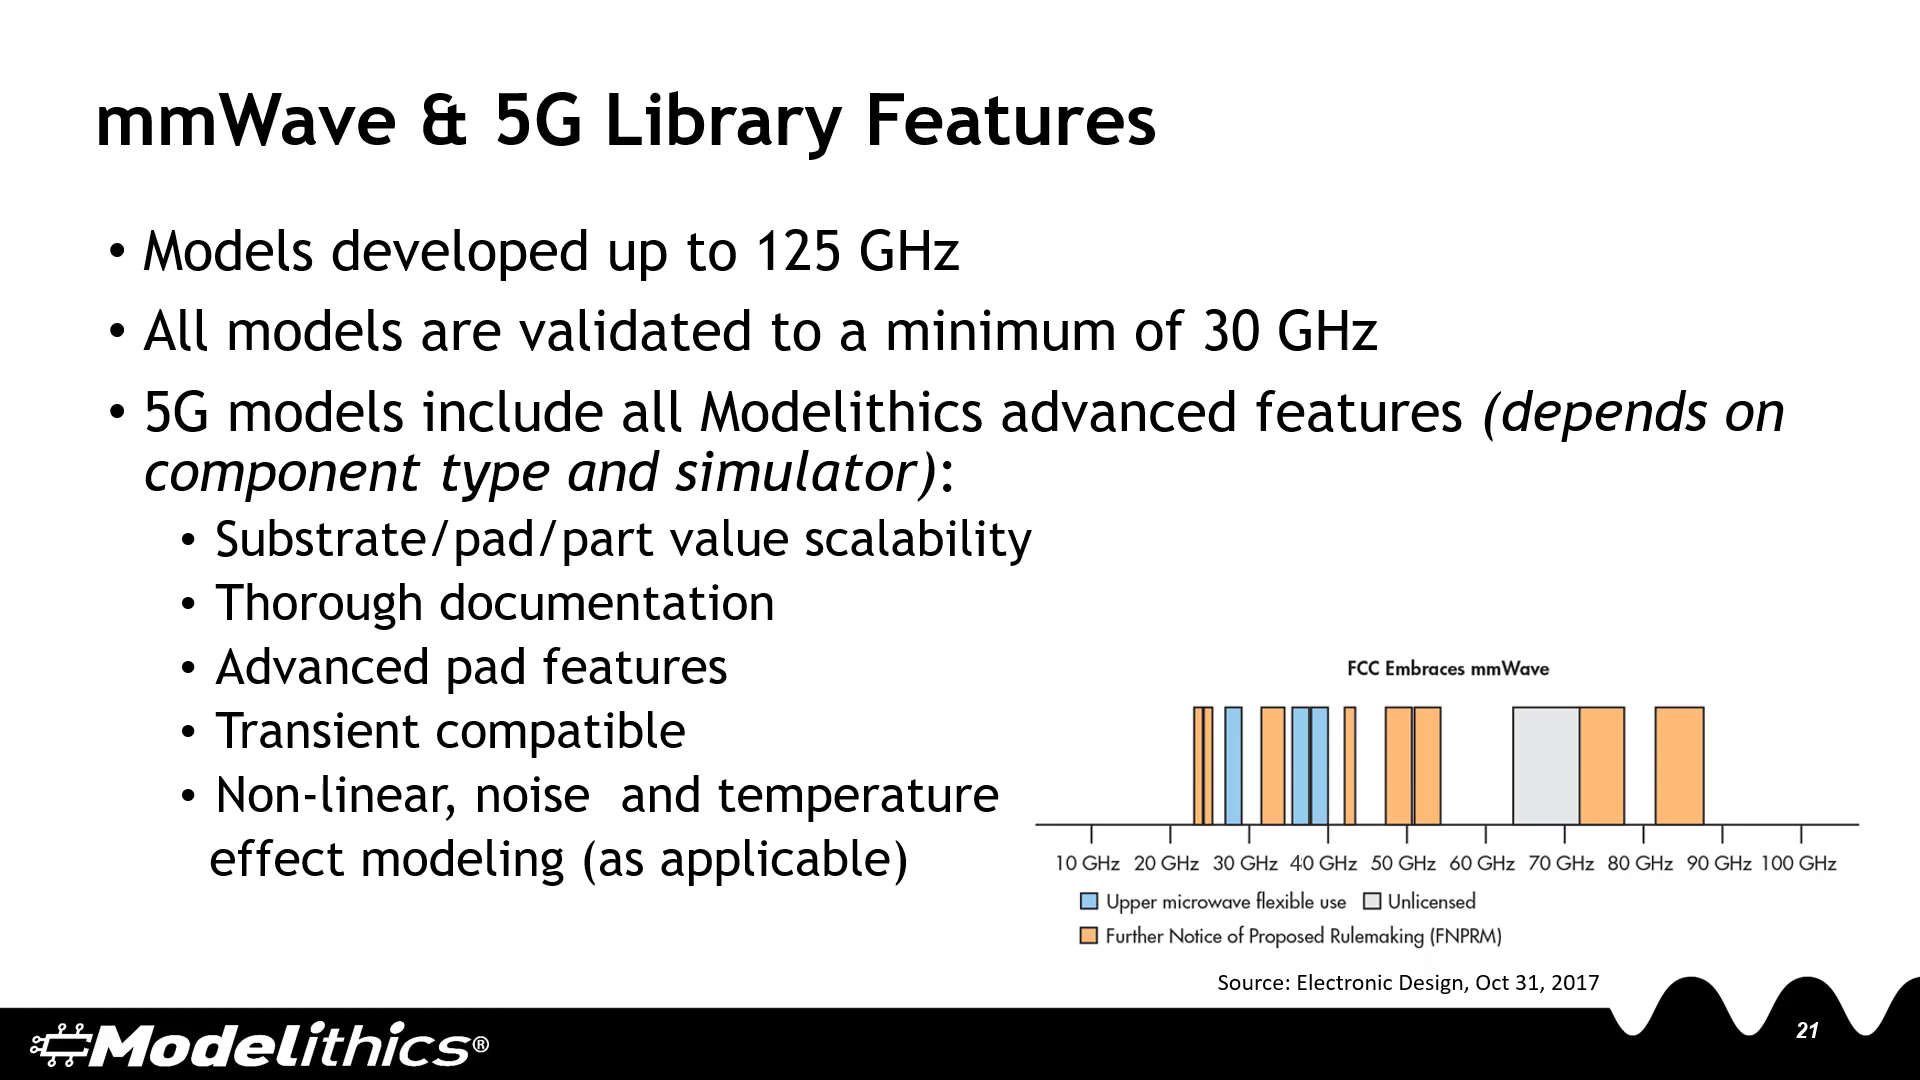 mmWave & 5G Library Features
• Models developed up to 125 GHz
• All models are validated to a minimum of 30 GHz
• 5G models include all Modelithics advanced features (depends on
component type and simulator):
• Substrate/pad/part value scalability
• Thorough documentation
• Advanced pad features
• Transient compatible
• Non-linear, noise  and temperature
effect modeling (as applicable)
FCC Embraces mmWave
10 GHz 20 GHz 30 GHz 40 GHz 50 GHz 60 GHz 70 GHz 80 GHz 90 GHz 100 GHz
Upper microwave flexible use Unlicensed
Further Notice of Proposed Rulemaking (FNPRM)
Source: Electronic Design, Oct 31, 2017
Modelithics®
21